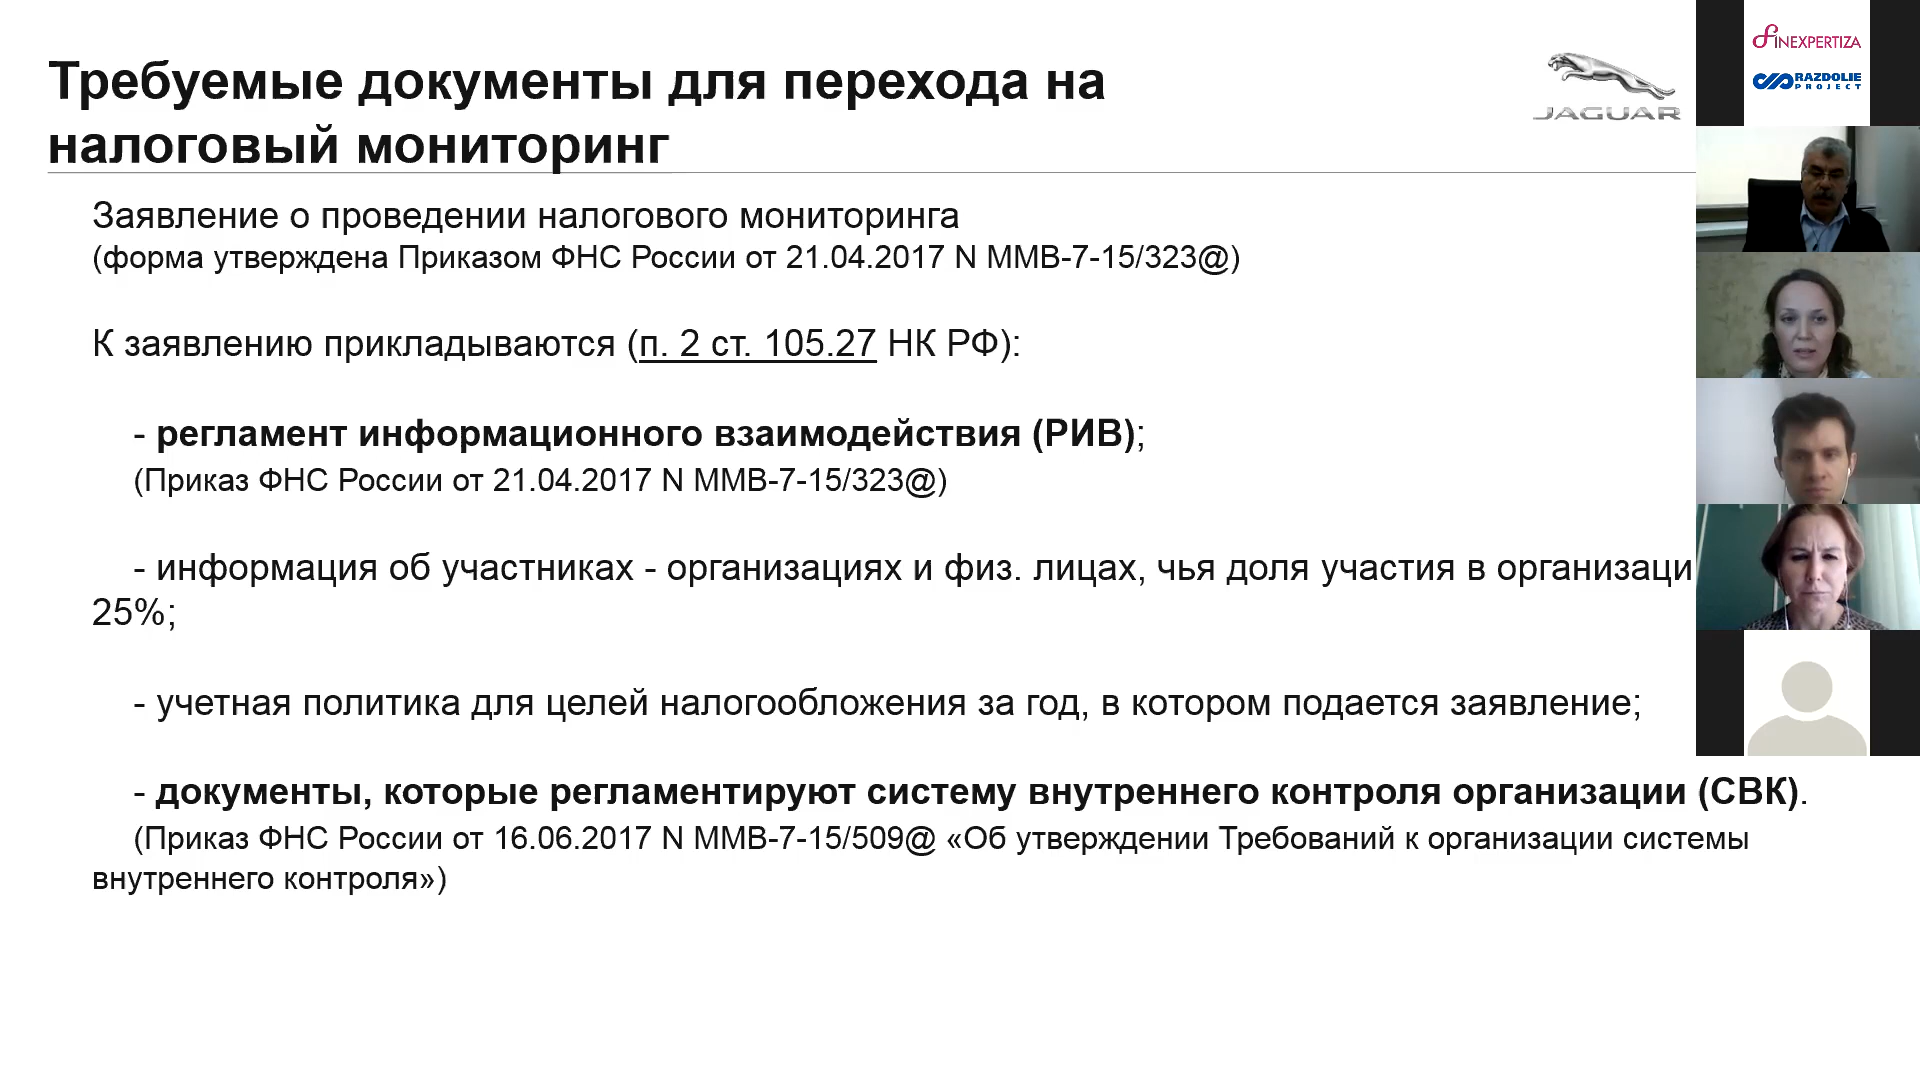 Требуемые документы для перехода на
налоговый мониторинг
JAGUAR
FINEXPERTIZA
RAZDOLIE
PROJECT
Заявление о проведении налогового мониторинга
(форма утверждена Приказом ФНС России от 21.04.2017 N ММВ-7-15/323@)
К заявлению прикладываются (п. 2 ст. 105.27 НК РФ):
- регламент информационного взаимодействия (РИВ);
(Приказ ФНС России от 21.04.2017 N ММВ-7-15/323@)
- информация об участниках - организациях и физ. лицах, чья доля участия в организаци
25%;
- учетная политика для целей налогообложения за год, в котором подается заявление;
- документы, которые регламентируют систему внутреннего контроля организации (СВК).
(Приказ ФНС России от 16.06.2017 N ММВ-7-15/509@ «Об утверждении Требований к организации системы
внутреннего контроля»)